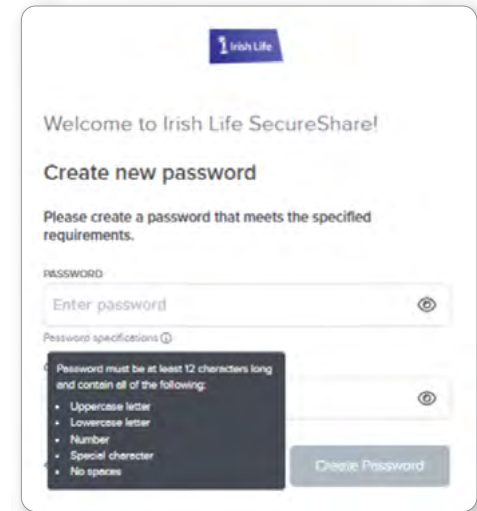 Irish Life
Welcome to Irish Life SecureShare!
Create new password
Please create a password that meets the specified
requirements.
PASSWORD
Enter password
Password specifications
Password must be at least 12 characters long
and contain all of the following:
• Uppercase letter
• Lowercase letter
• Number
• Special character
• No spaces
Create Password